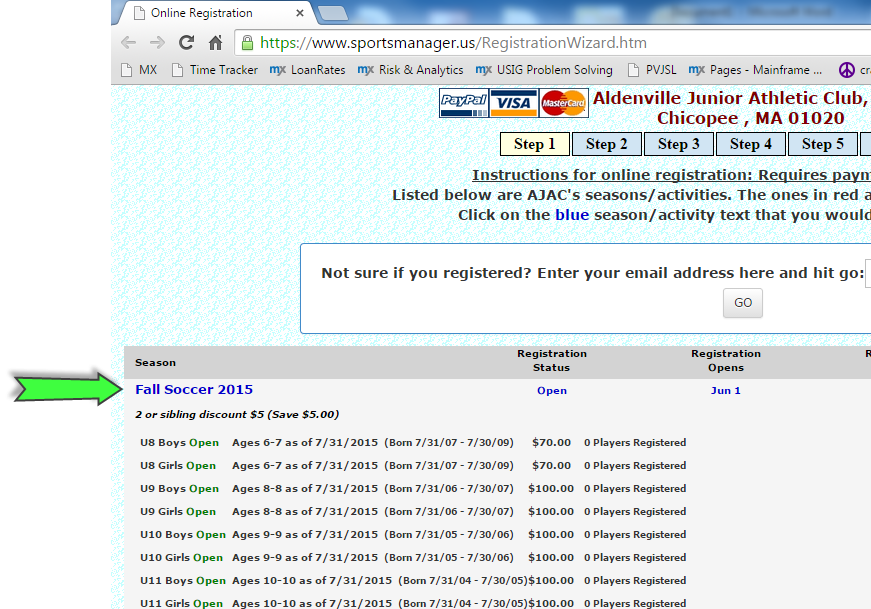 Online Registration
https://www.sportsmanager.us/RegistrationWizard.htm
MX Time Tracker mx LoanRates mx Risk & Analytics mx USIG Problem Solving PVJSL mx Pages - Mainframe ... cr
PayPal VISA MasterCard Aldenville Junior Athletic Club,
Chicopee , MA 01020
Step 1 Step 2 Step 3 Step 4 Step 5
Instructions for online registration: Requires paym
Listed below are AJAC's seasons/activities. The ones in red a
Click on the blue season/activity text that you would
Not sure if you registered? Enter your email address here and hit go:
GO
Season Registration Status Registration Opens R
Fall Soccer 2015 Open Jun 1
2 or sibling discount $5 (Save $5.00)
U8 Boys Open Ages 6-7 as of 7/31/2015 (Born 7/31/07 - 7/30/09) $70.00 0 Players Registered
U8 Girls Open Ages 6-7 as of 7/31/2015 (Born 7/31/07 - 7/30/09) $70.00 0 Players Registered
U9 Boys Open Ages 8-8 as of 7/31/2015 (Born 7/31/06 - 7/30/07) $100.00 0 Players Registered
U9 Girls Open Ages 8-8 as of 7/31/2015 (Born 7/31/06 - 7/30/07) $100.00 0 Players Registered
U10 Boys Open Ages 9-9 as of 7/31/2015 (Born 7/31/05 - 7/30/06) $100.00 0 Players Registered
U10 Girls Open Ages 9-9 as of 7/31/2015 (Born 7/31/05 - 7/30/06) $100.00 0 Players Registered
U11 Boys Open Ages 10-10 as of 7/31/2015 (Born 7/31/04 - 7/30/05)$100.00 0 Players Registered
U11 Girls Open Ages 10-10 as of 7/31/2015 (Born 7/31/04 - 7/30/05)$100.00 0 Players Registered